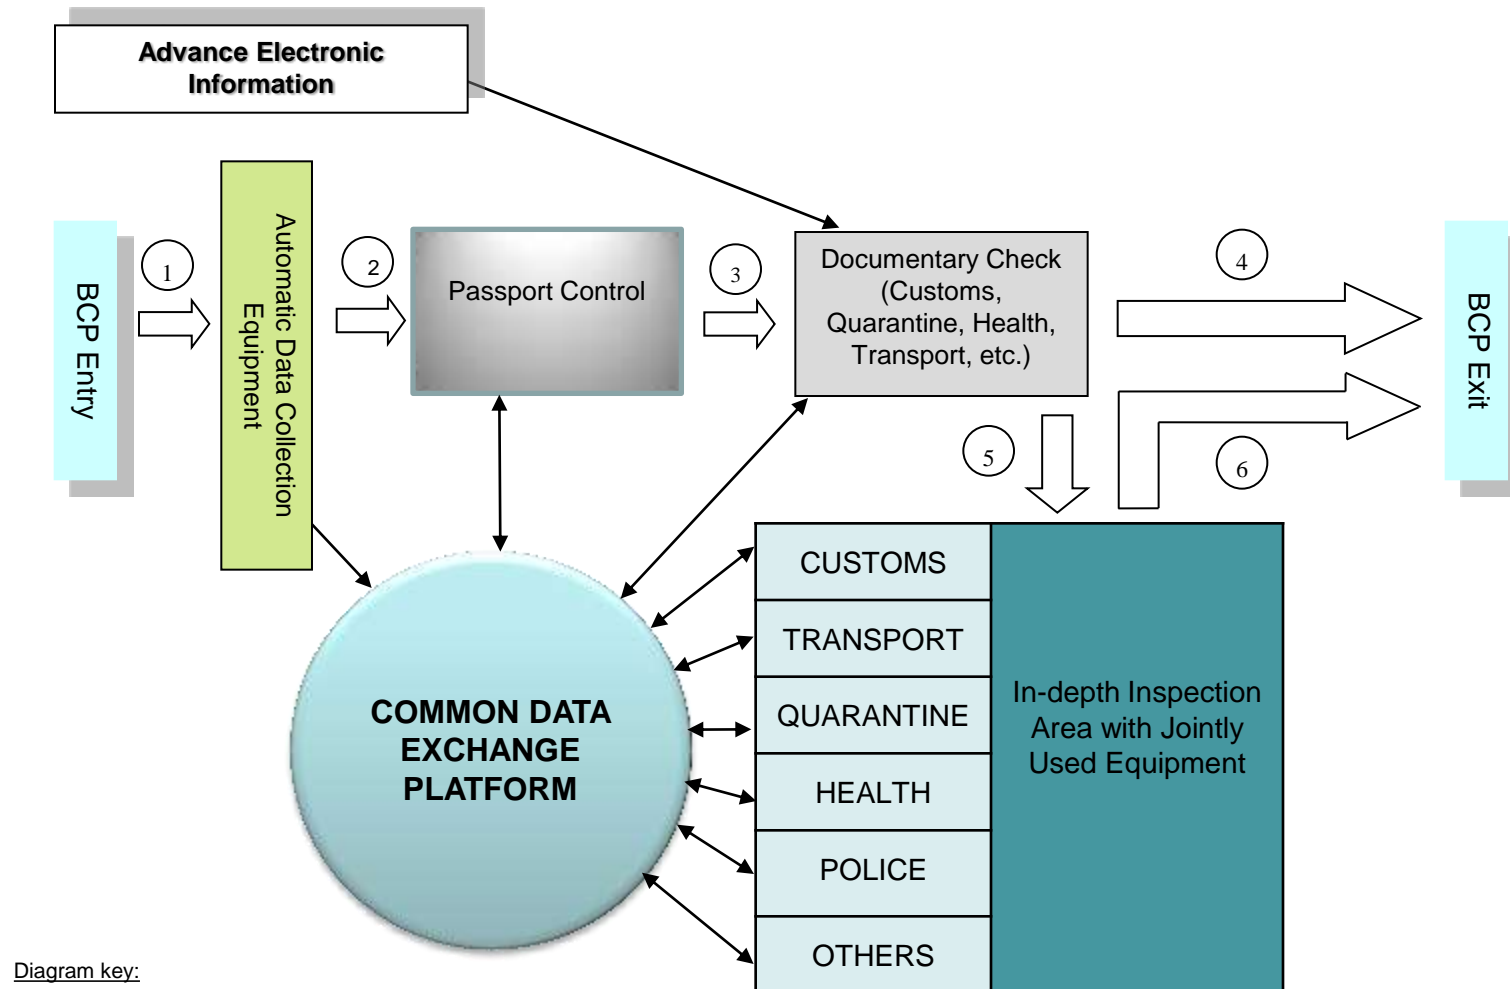 Advance Electronic
Information
BCP Entry
1
Automatic Data Collection
Equipment
2
Passport Control
3
Documentary Check
(Customs,
Quarantine, Health,
Transport, etc.)
4
BCP Exit
5
6
COMMON DATA
EXCHANGE
PLATFORM
CUSTOMS
TRANSPORT
QUARANTINE
HEALTH
POLICE
OTHERS
In-depth Inspection
Area with Jointly
Used Equipment
Diagram key: